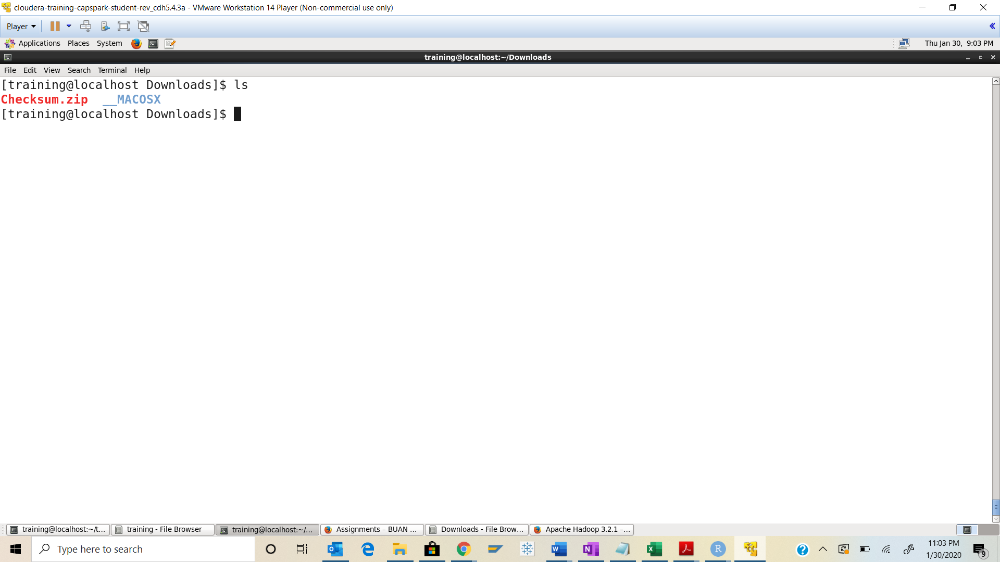 cloudera-training-capspark-student-rev_cdh5.4.3a - VMware Workstation 14 Player (Non-commercial use only)
Player
Applications Places System Thu Jan 30, 9:03 PM
training@localhost:~/Downloads
File Edit View Search Terminal Help
[training@localhost Downloads]$ ls
Checksum.zip __MACOSX
[training@localhost Downloads]$
training@localhost:~/t... training - File Browser training@localhost:~/... Assignments – BUAN ... Downloads - File Brow... Apache Hadoop 3.2.1 –...
Type here to search
11:03 PM
1/30/2020
9